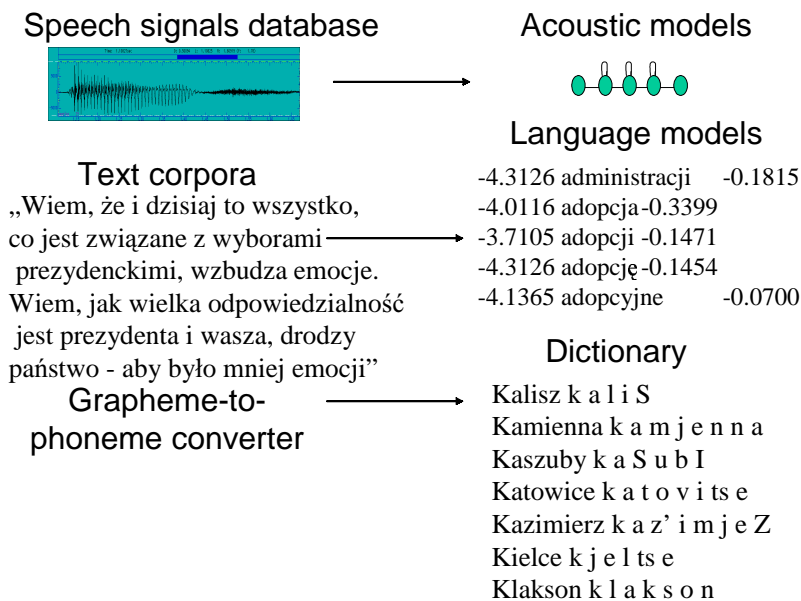 Speech signals database
Acoustic models
Language models
Text corpora
-4.3126 administracji -0.1815
„Wiem, że i dzisiaj to wszystko,
-4.0116 adopcja -0.3399
co jest związane z wyborami
-3.7105 adopcji -0.1471
prezydenckimi, wzbudza emocje.
-4.3126 adopcję -0.1454
Wiem, jak wielka odpowiedzialność
-4.1365 adopcyjne -0.0700
jest prezydenta i wasza, drodzy
państwo - aby było mniej emocji”
Dictionary
Grapheme-to-
phoneme converter
Kalisz k a l i S
Kamienna k a m j e n n a
Kaszuby k a S u b I
Katowice k a t o v i ts e
Kazimierz k a z’ i m j e Z
Kielce k j e l ts e
Klakson k l a k s o n